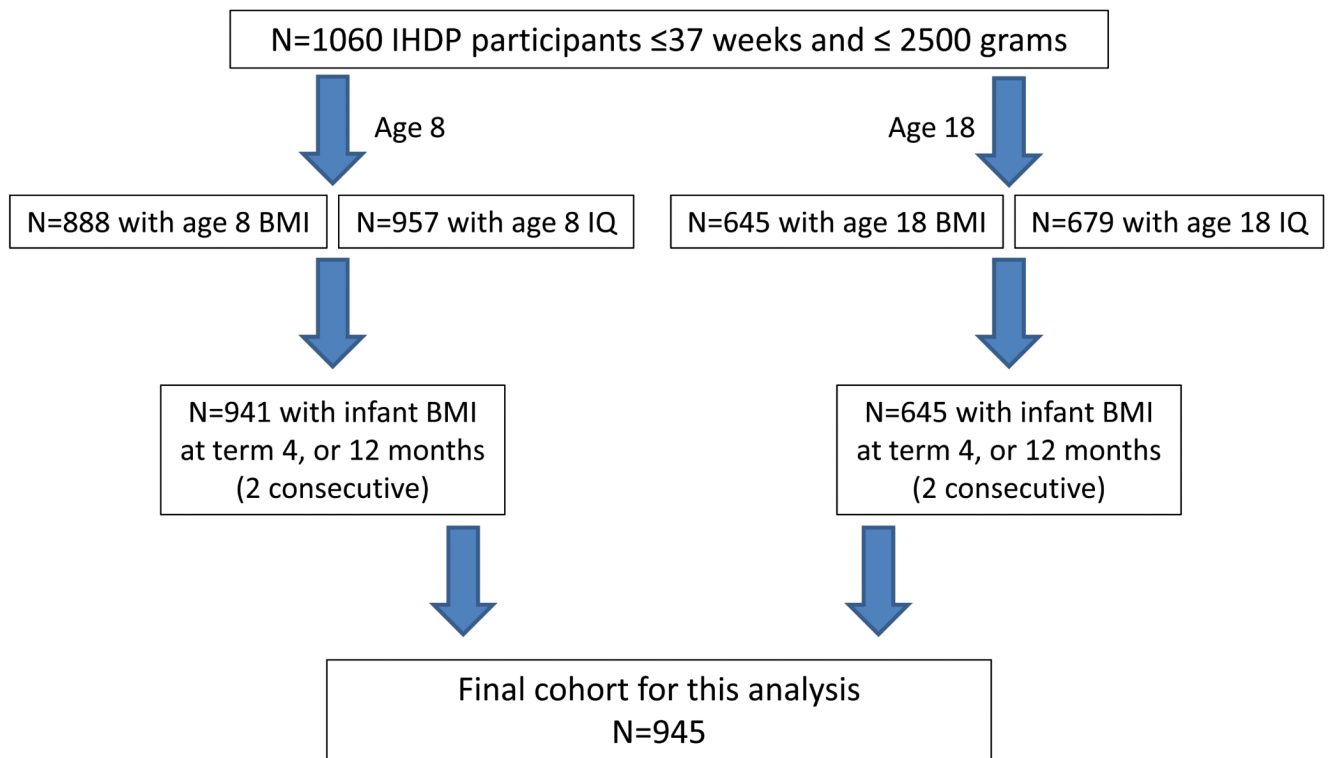 N=1060 IHDP participants ≤37 weeks and ≤ 2500 grams
Age 8
Age 18
N=888 with age 8 BMI
N=957 with age 8 IQ
N=645 with age 18 BMI
N=679 with age 18 IQ
N=941 with infant BMI
at term 4, or 12 months
(2 consecutive)
N=645 with infant BMI
at term 4, or 12 months
(2 consecutive)
Final cohort for this analysis
N=945